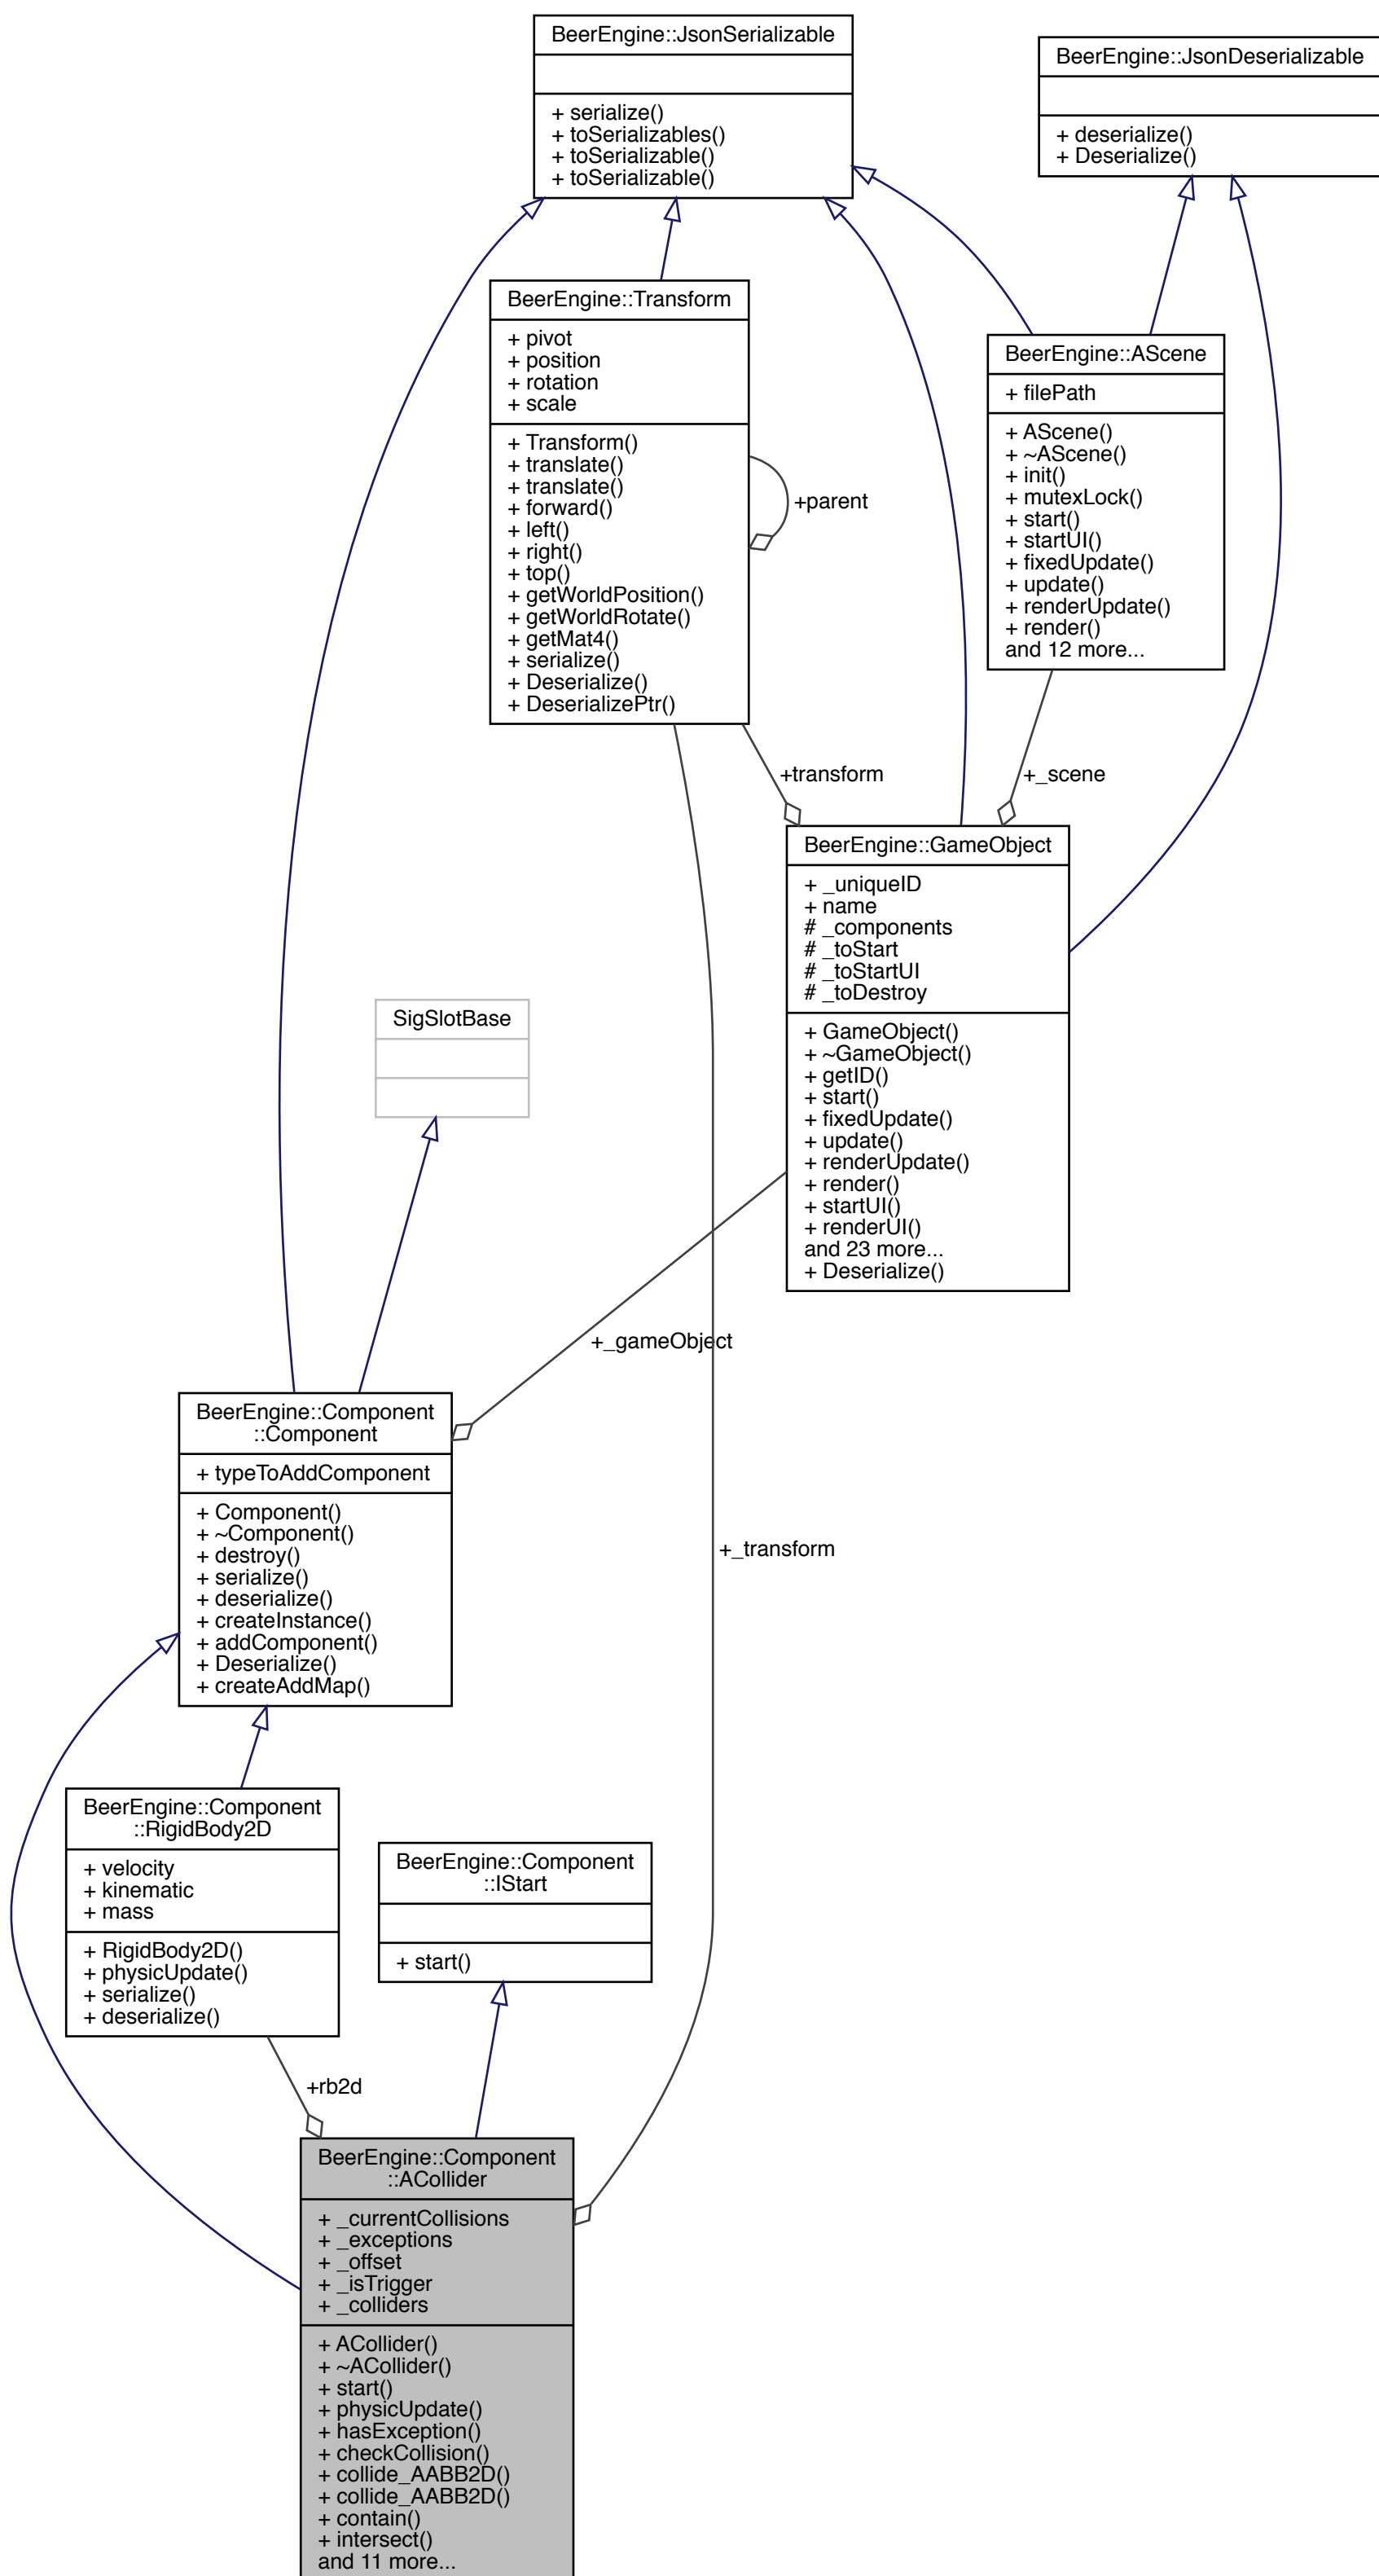 BeerEngine::JsonSerializable
+ serialize()
+ toSerializables()
+ toSerializable()
+ toSerializable()
BeerEngine::JsonDeserializable
+ deserialize()
+ Deserialize()
BeerEngine::Transform
+ pivot
+ position
+ rotation
+ scale
+ Transform()
+ translate()
+ translate()
+ forward()
+ left()
+ right()
+ top()
+ getWorldPosition()
+ getWorldRotate()
+ getMat4()
+ serialize()
+ Deserialize()
+ DeserializePtr()
+parent
BeerEngine::AScene
+ filePath
+ AScene()
+ ~AScene()
+ init()
+ mutexLock()
+ start()
+ startUI()
+ fixedUpdate()
+ update()
+ renderUpdate()
+ render()
and 12 more...
+transform
+_scene
BeerEngine::GameObject
+ _uniqueID
+ name
# _components
# _toStart
# _toStartUI
# _toDestroy
+ GameObject()
+ ~GameObject()
+ getID()
+ start()
+ fixedUpdate()
+ update()
+ renderUpdate()
+ render()
+ startUI()
+ renderUI()
and 23 more...
+ Deserialize()
SigSlotBase
+_gameObject
BeerEngine::Component
::Component
+ typeToAddComponent
+ Component()
+ ~Component()
+ destroy()
+ serialize()
+ deserialize()
+ createInstance()
+ addComponent()
+ Deserialize()
+ createAddMap()
+_transform
BeerEngine::Component
::RigidBody2D
+ velocity
+ kinematic
+ mass
+ RigidBody2D()
+ physicUpdate()
+ serialize()
+ deserialize()
BeerEngine::Component
::IStart
+ start()
+rb2d
BeerEngine::Component
::ACollider
+ _currentCollisions
+ _exceptions
+ _offset
+ _isTrigger
+ _colliders
+ ACollider()
+ ~ACollider()
+ start()
+ physicUpdate()
+ hasException()
+ checkCollision()
+ collide_AABB2D()
+ collide_AABB2D()
+ contain()
+ intersect()
and 11 more...